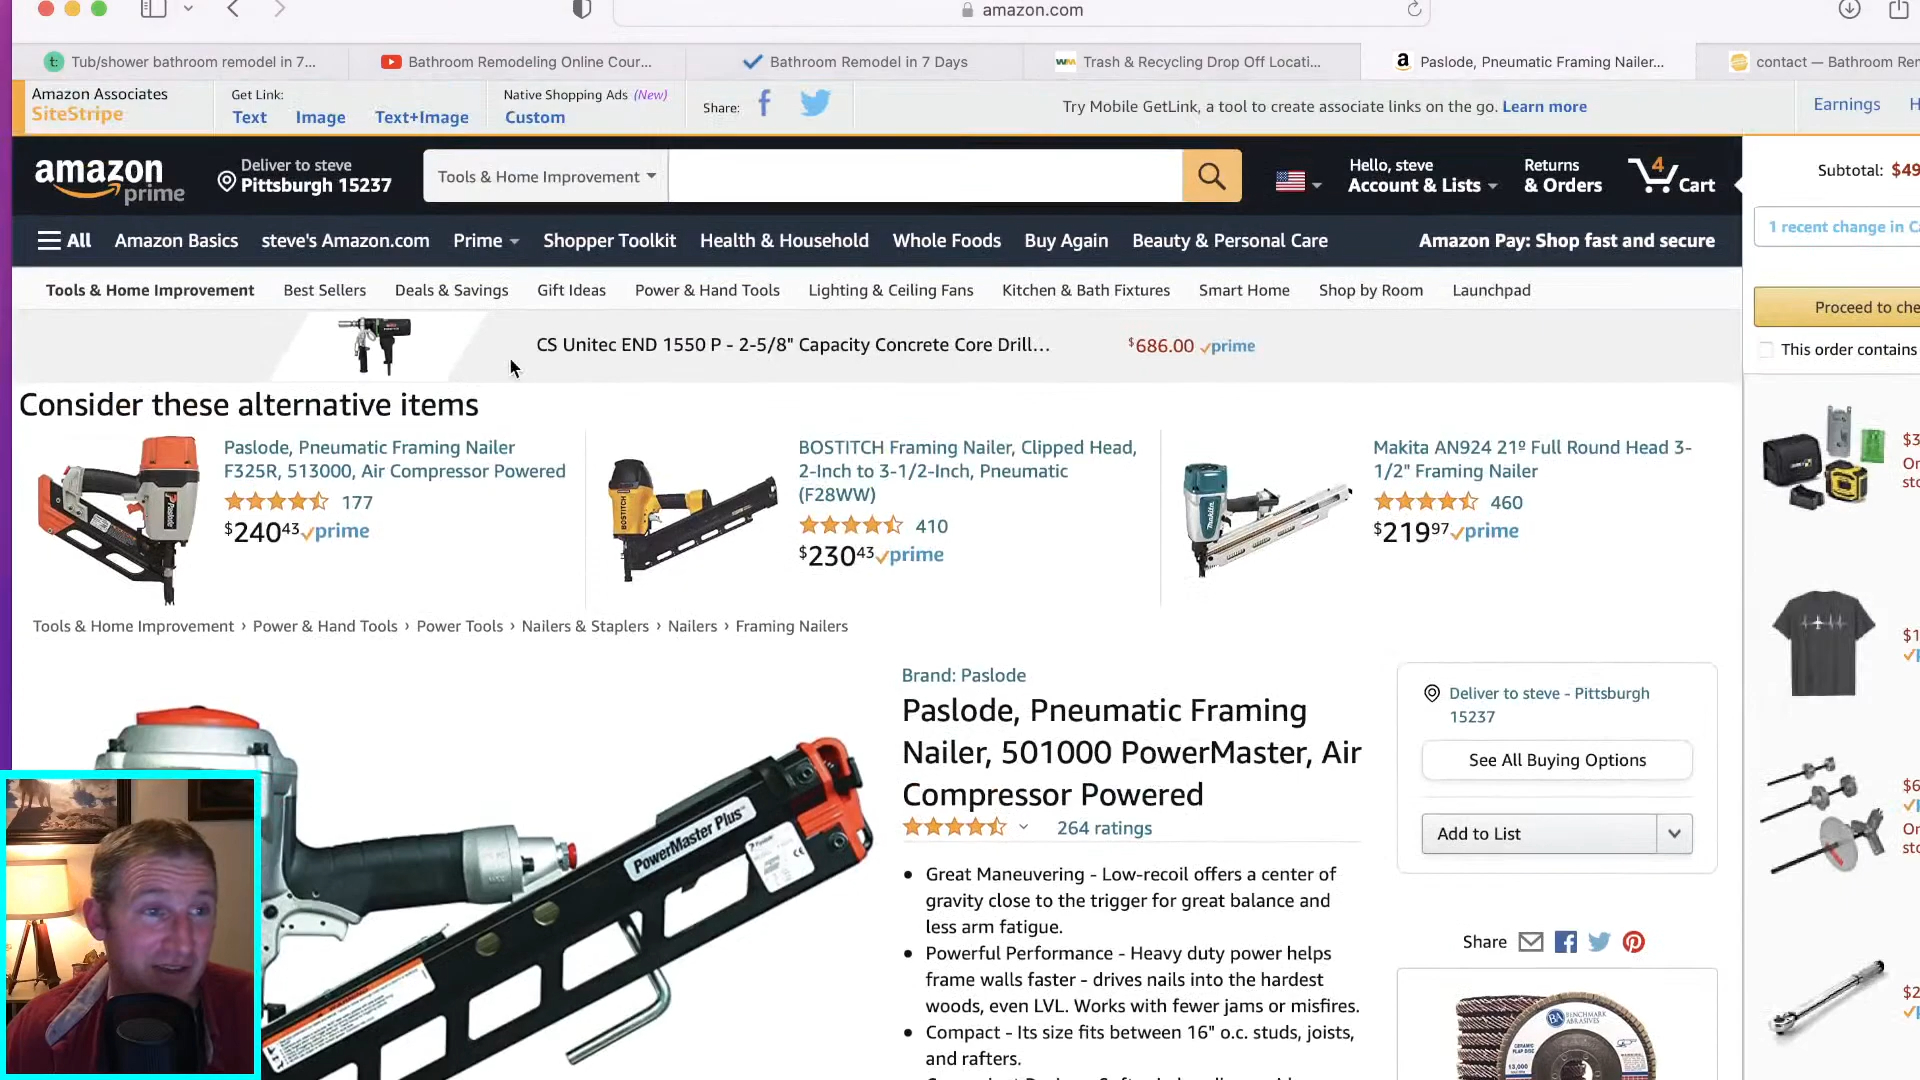 amazon.com
Tub/shower bathroom remodel in 7...
Bathroom Remodeling Online Cour...
Bathroom Remodel in 7 Days
Trash & Recycling Drop Off Locati...
Paslode, Pneumatic Framing Nailer...
contact — Bathroom Rem
Amazon Associates
SiteStripe
Get Link:
Text
Image
Text+Image
Native Shopping Ads (New)
Custom
Share:
Try Mobile GetLink, a tool to create associate links on the go. Learn more
Earnings
H
amazon
prime
Deliver to steve
Pittsburgh 15237
Tools & Home Improvement
Hello, steve
Account & Lists
Returns
& Orders
4
Cart
Subtotal: $49
1 recent change in Ca
Proceed to che
This order contains
All
Amazon Basics
steve's Amazon.com
Prime
Shopper Toolkit
Health & Household
Whole Foods
Buy Again
Beauty & Personal Care
Amazon Pay: Shop fast and secure
Tools & Home Improvement
Best Sellers
Deals & Savings
Gift Ideas
Power & Hand Tools
Lighting & Ceiling Fans
Kitchen & Bath Fixtures
Smart Home
Shop by Room
Launchpad
CS Unitec END 1550 P - 2-5/8" Capacity Concrete Core Drill...
$686.00 prime
Consider these alternative items
Paslode, Pneumatic Framing Nailer
F325R, 513000, Air Compressor Powered
177
$240 43 prime
BOSTITCH Framing Nailer, Clipped Head,
2-Inch to 3-1/2-Inch, Pneumatic
(F28WW)
410
$230 43 prime
Makita AN924 21º Full Round Head 3-
1/2" Framing Nailer
460
$219 97 prime
Tools & Home Improvement › Power & Hand Tools › Power Tools › Nailers & Staplers › Nailers › Framing Nailers
PowerMaster Plus
Brand: Paslode
Paslode, Pneumatic Framing
Nailer, 501000 PowerMaster, Air
Compressor Powered
264 ratings
Great Maneuvering - Low-recoil offers a center of
gravity close to the trigger for great balance and
less arm fatigue.
Powerful Performance - Heavy duty power helps
frame walls faster - drives nails into the hardest
woods, even LVL. Works with fewer jams or misfires.
Compact - Its size fits between 16" o.c. studs, joists,
and rafters.
Deliver to steve - Pittsburgh
15237
See All Buying Options
Add to List
Share
BA BENCHMARK
ABRASIVES
$3
On
sto
$1
$6
On
sto
$2